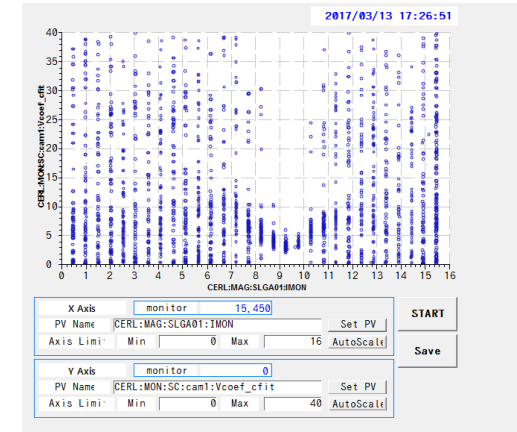 2017/03/13 17:26:51
40
35
30
25
20
15
10
5
0
CERL:MON:SC:cam1:Vcoef_cfit
0 1 2 3 4 5 6 7 8 9 10 11 12 13 14 15 16
CERL:MAG:SLGA01:IMON
X Axis monitor 15.450
PV Name CERL:MAG:SLGA01:IMON Set PV
Axis Limi Min 0 Max 16 AutoScale
START
Save
Y Axis monitor 0
PV Name CERL:MON:SC:cam1:Vcoef_cfit Set PV
Axis Limi Min 0 Max 40 AutoScale